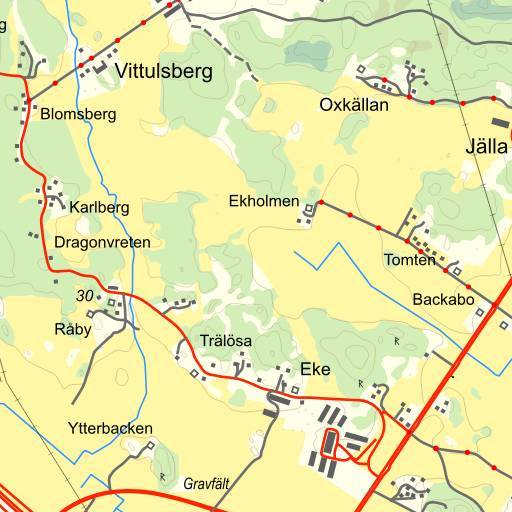 Vittulsberg
Oxkällan
Blomsberg
Jälla
Ekholmen
Karlberg
Dragonvreten
Tomten
30
Backabo
Råby
Trälösa
Eke
R
R
R
Ytterbacken
Gravfält